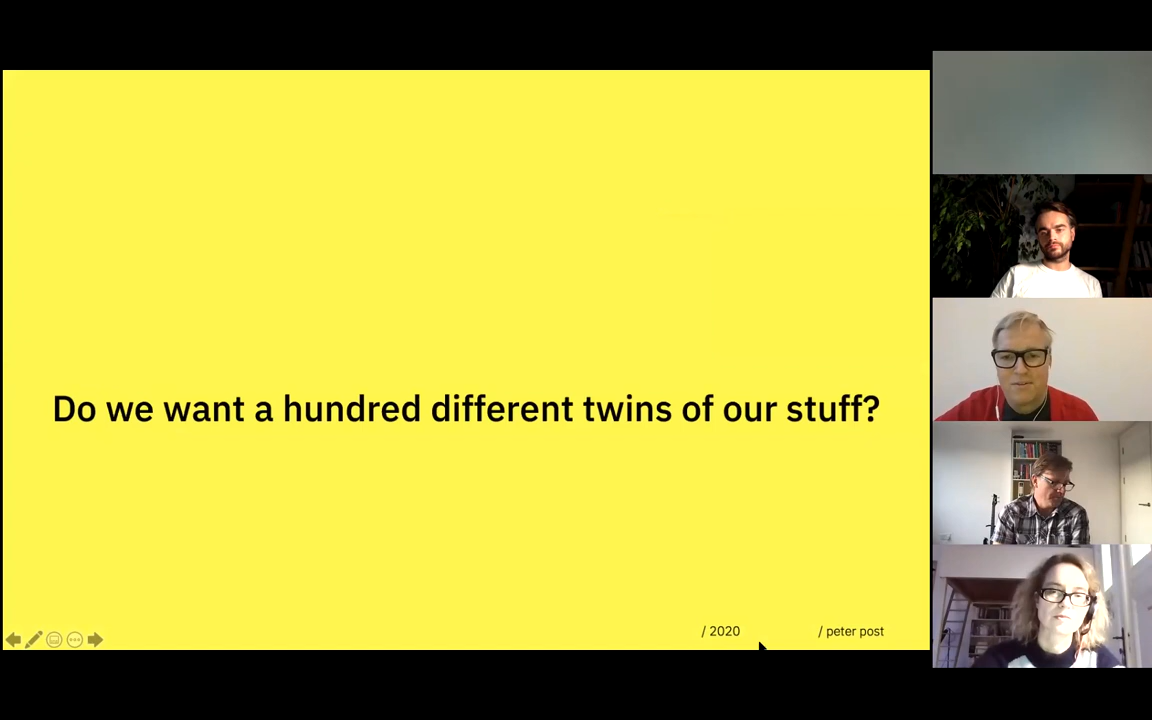 Do we want a hundred different twins of our stuff?
/ 2020 / peter post